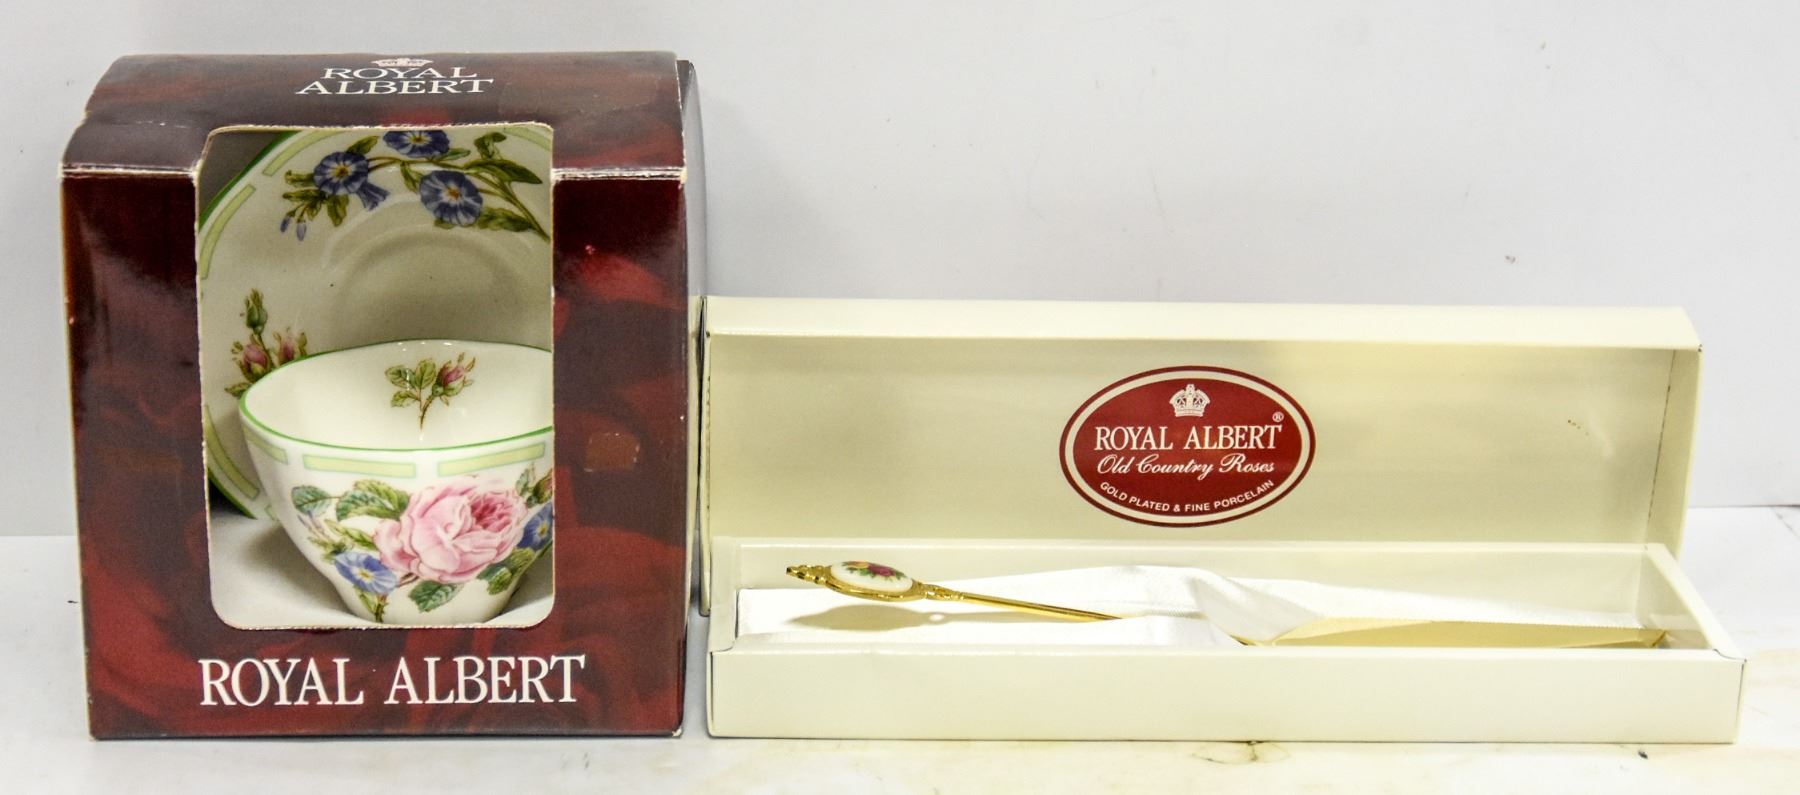 ROYAL
ALBERT
ROYAL ALBERT
ROYAL ALBERT®
Old Country Roses
GOLD PLATED & FINE PORCELAIN